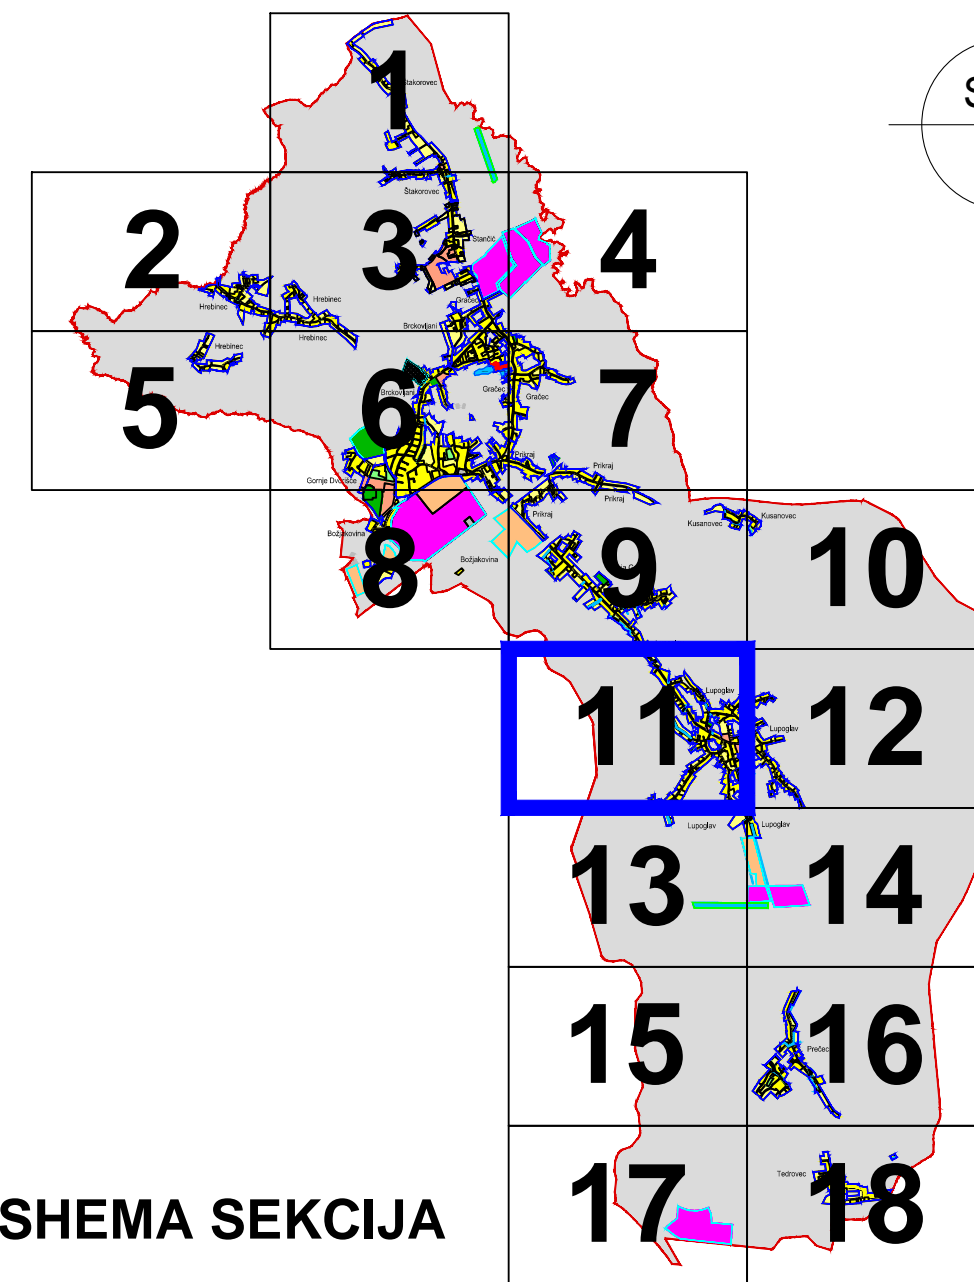 1
Štakorovec
S
Štakorovec
2
3
4
Stančić
Hrebinec
Hrebinec
Gračec
Brckovljani
Hrebinec
Hrebinec
5
6
7
Brckovljani
Gračec
Gračec
Prikraj
Prikraj
Gornje Dvorišće
Prikraj
Prikraj
Kusanovec
Kusanovec
Božjakovina
Božjakovina
8
9
10
11
12
Lupoglav
Lupoglav
Lupoglav
Lupoglav
13
14
15
16
Prečec
17
18
Tedrovec
SHEMA SEKCIJA